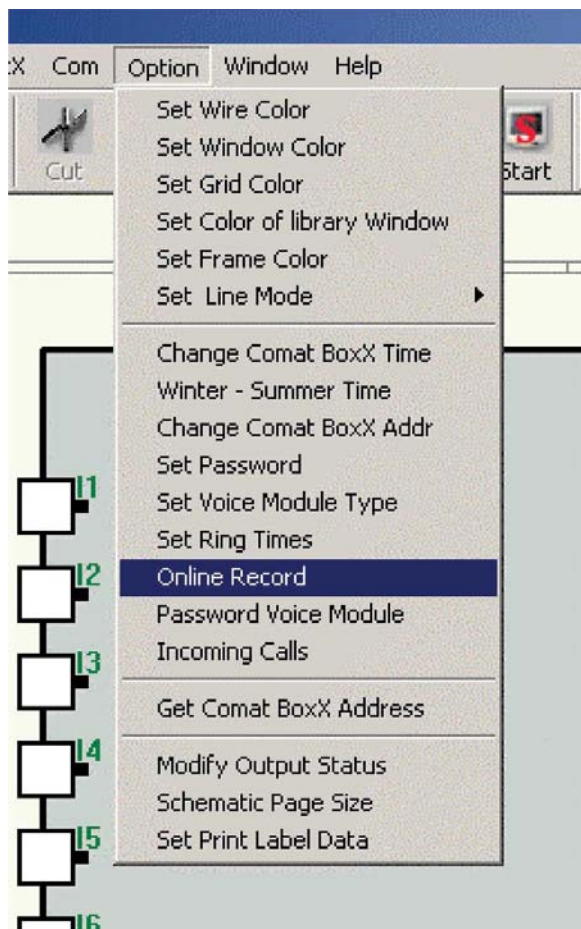 Com Option Window Help
Cut
Start
Set Wire Color
Set Window Color
Set Grid Color
Set Color of library Window
Set Frame Color
Set Line Mode
Change Comat BoxX Time
Winter - Summer Time
Change Comat BoxX Addr
Set Password
Set Voice Module Type
Set Ring Times
Online Record
Password Voice Module
Incoming Calls
Get Comat BoxX Address
Modify Output Status
Schematic Page Size
Set Print Label Data
I1
I2
I3
I4
I5
I6